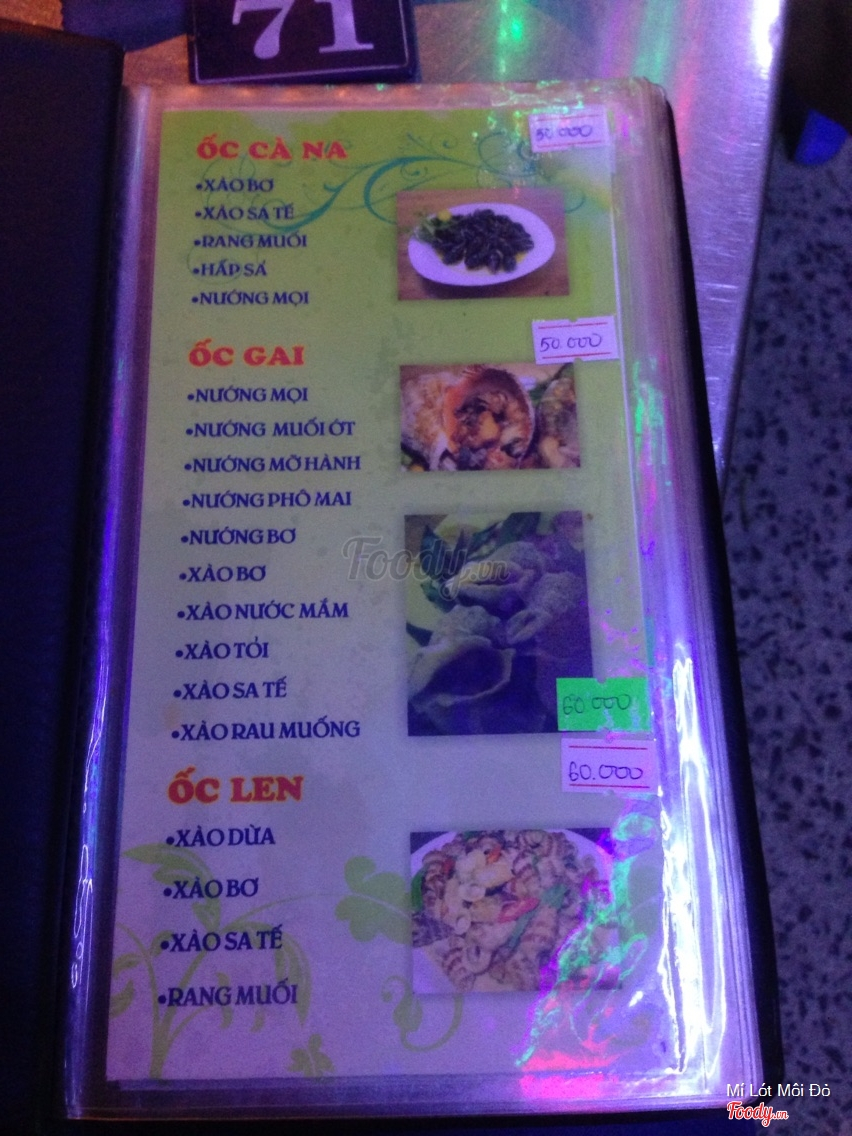 71
ỐC CÀ NA
50.000
•XÀO BƠ
•XÀO SA TẾ
•RANG MUỐI
•HẤP SẢ
•NƯỚNG MỌI
ỐC GAI
50.000
•NƯỚNG MỌI
•NƯỚNG MUỐI ỚT
•NƯỚNG MỠ HÀNH
•NƯỚNG PHÔ MAI
•NƯỚNG BƠ
•XÀO BƠ
•XÀO NƯỚC MẮM
•XÀO TỎI
•XÀO SA TẾ
•XÀO RAU MUỐNG
60.000
ỐC LEN
60.000
•XÀO DỪA
•XÀO BƠ
•XÀO SA TẾ
•RANG MUỐI
Foody.vn
Mí Lót Môi Đỏ
Foody.vn